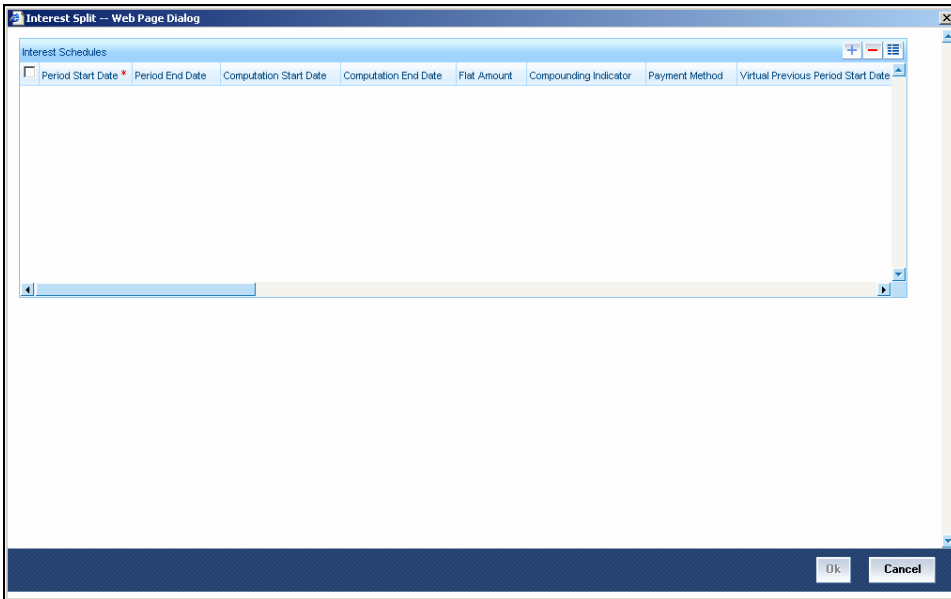 Interest Split -- Web Page Dialog
Interest Schedules
Period Start Date * Period End Date Computation Start Date Computation End Date Flat Amount Compounding Indicator Payment Method Virtual Previous Period Start Date
Ok Cancel